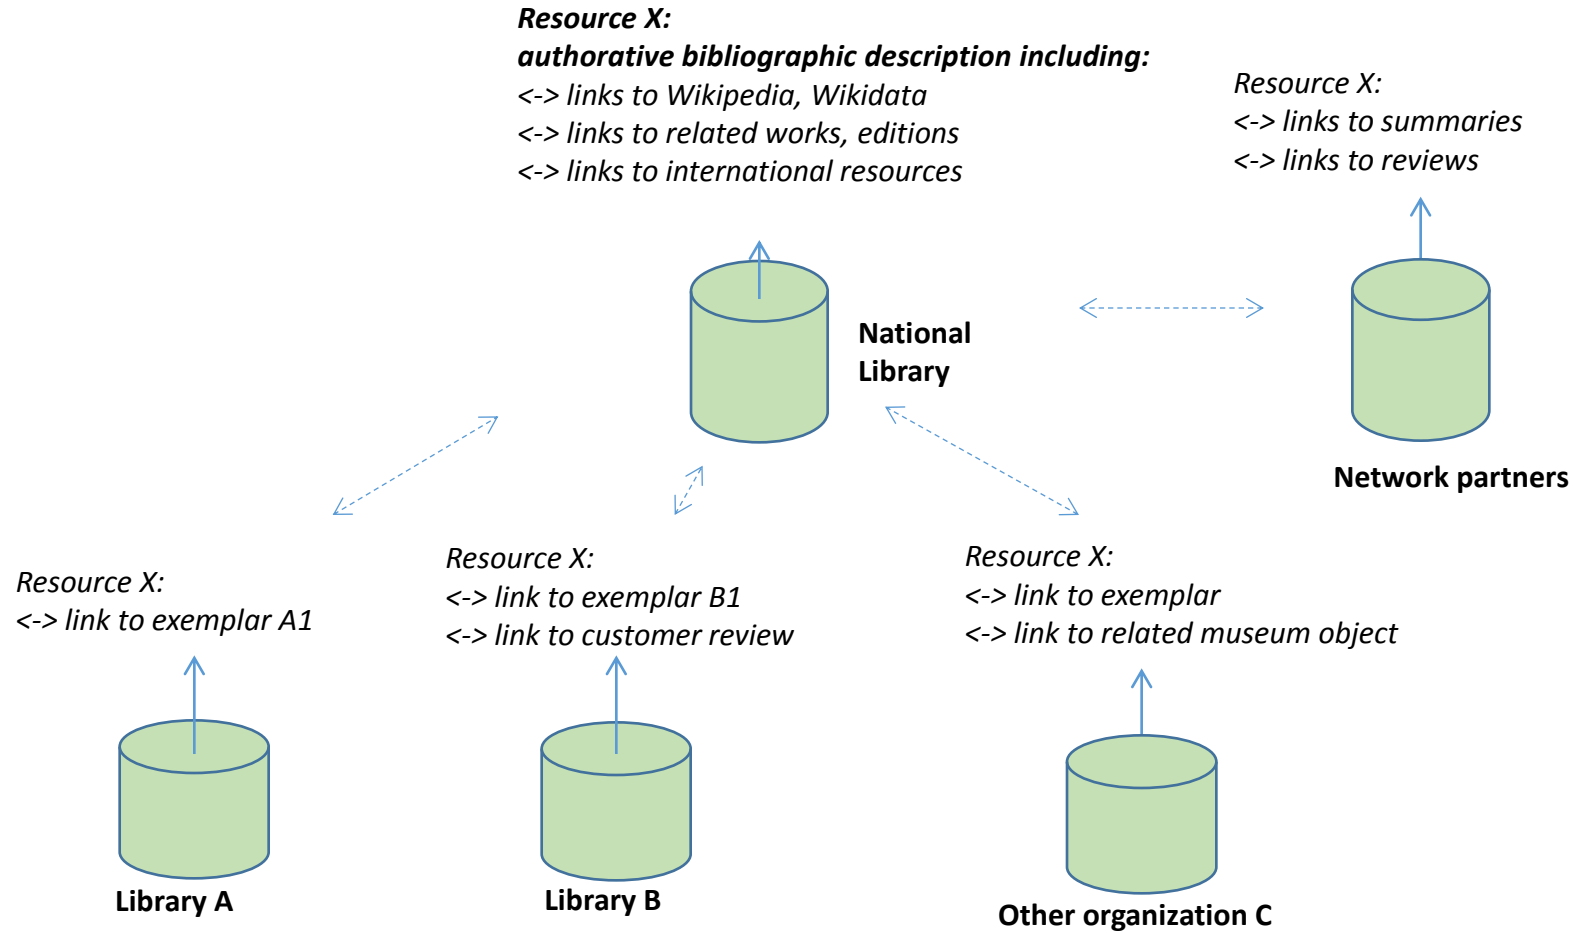 Resource X:
authorative bibliographic description including:
<-> links to Wikipedia, Wikidata
<-> links to related works, editions
<-> links to international resources
Resource X:
<-> links to summaries
<-> links to reviews
National
Library
Network partners
Resource X:
<-> link to exemplar A1
Resource X:
<-> link to exemplar B1
<-> link to customer review
Resource X:
<-> link to exemplar
<-> link to related museum object
Library A
Library B
Other organization C